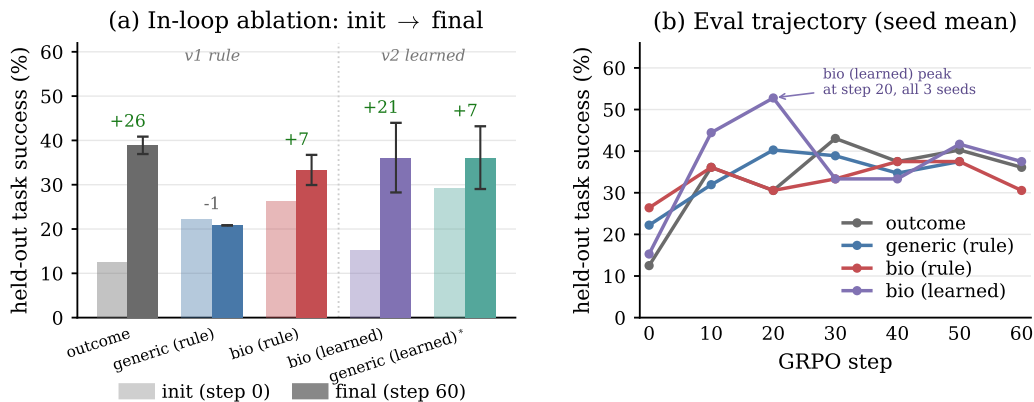 (a) In-loop ablation: init → final
held-out task success (%)
60
50
40
30
20
10
0
v1 rule
v2 learned
+26
-1
+7
+21
+7
outcome
generic (rule)
bio (rule)
bio (learned)
generic (learned)*
init (step 0)
final (step 60)
(b) Eval trajectory (seed mean)
held-out task success (%)
60
50
40
30
20
10
0
bio (learned) peak
at step 20, all 3 seeds
outcome
generic (rule)
bio (rule)
bio (learned)
0 10 20 30 40 50 60
GRPO step